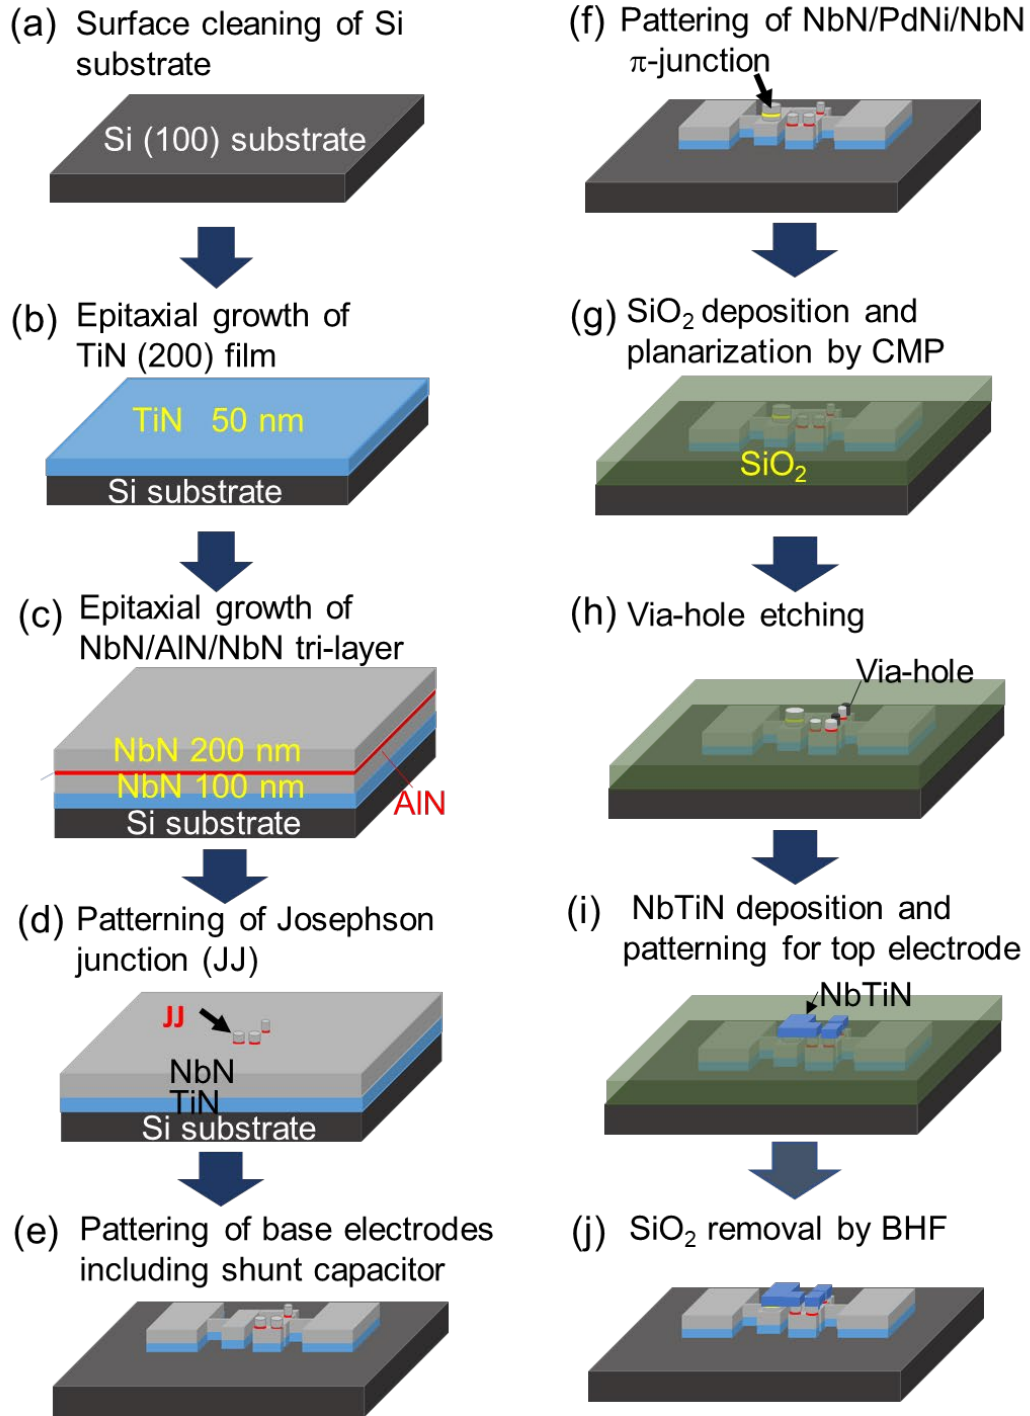 (a) Surface cleaning of Si
substrate
Si (100) substrate
(b) Epitaxial growth of
TiN (200) film
TiN 50 nm
Si substrate
(c) Epitaxial growth of
NbN/AlN/NbN tri-layer
NbN 200 nm
NbN 100 nm
AlN
Si substrate
(d) Patterning of Josephson
junction (JJ)
JJ
NbN
TiN
Si substrate
(e) Pattering of base electrodes
including shunt capacitor
(f) Pattering of NbN/PdNi/NbN
π-junction
(g) SiO₂ deposition and
planarization by CMP
SiO₂
(h) Via-hole etching
Via-hole
(i) NbTiN deposition and
patterning for top electrode
NbTiN
(j) SiO₂ removal by BHF